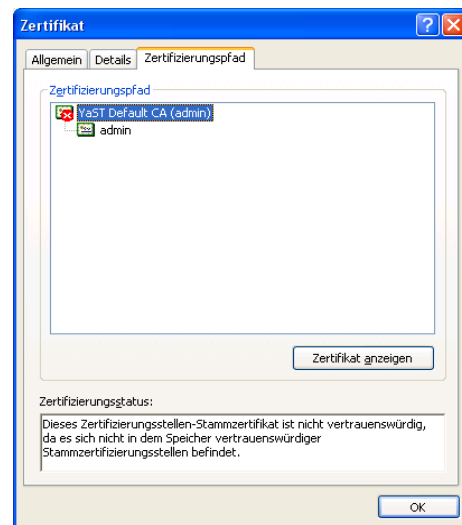 Zertifikat
Allgemein Details Zertifizierungspfad
Zertifizierungspfad
YaST Default CA (admin)
admin
Zertifikat anzeigen
Zertifizierungsstatus:
Dieses Zertifizierungsstellen-Stammzertifikat ist nicht vertrauenswürdig,
da es sich nicht in dem Speicher vertrauenswürdiger
Stammzertifizierungsstellen befindet.
OK